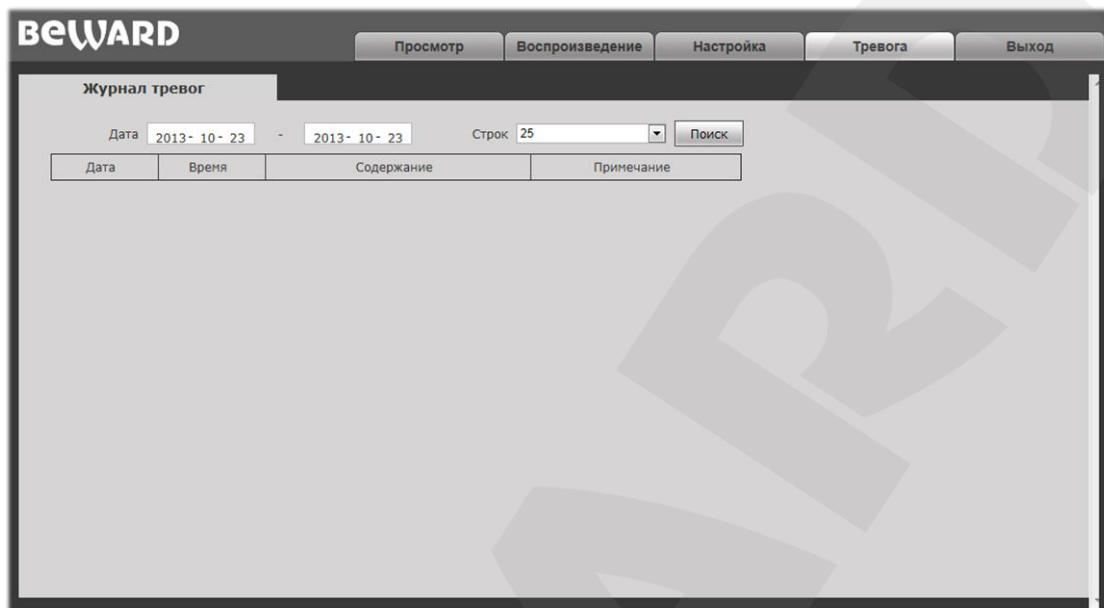 BEWARD
Просмотр Воспроизведение Настройка Тревога Выход
Журнал тревог
Дата 2013- 10- 23 - 2013- 10- 23 Строк 25 Поиск
Дата Время Содержание Примечание